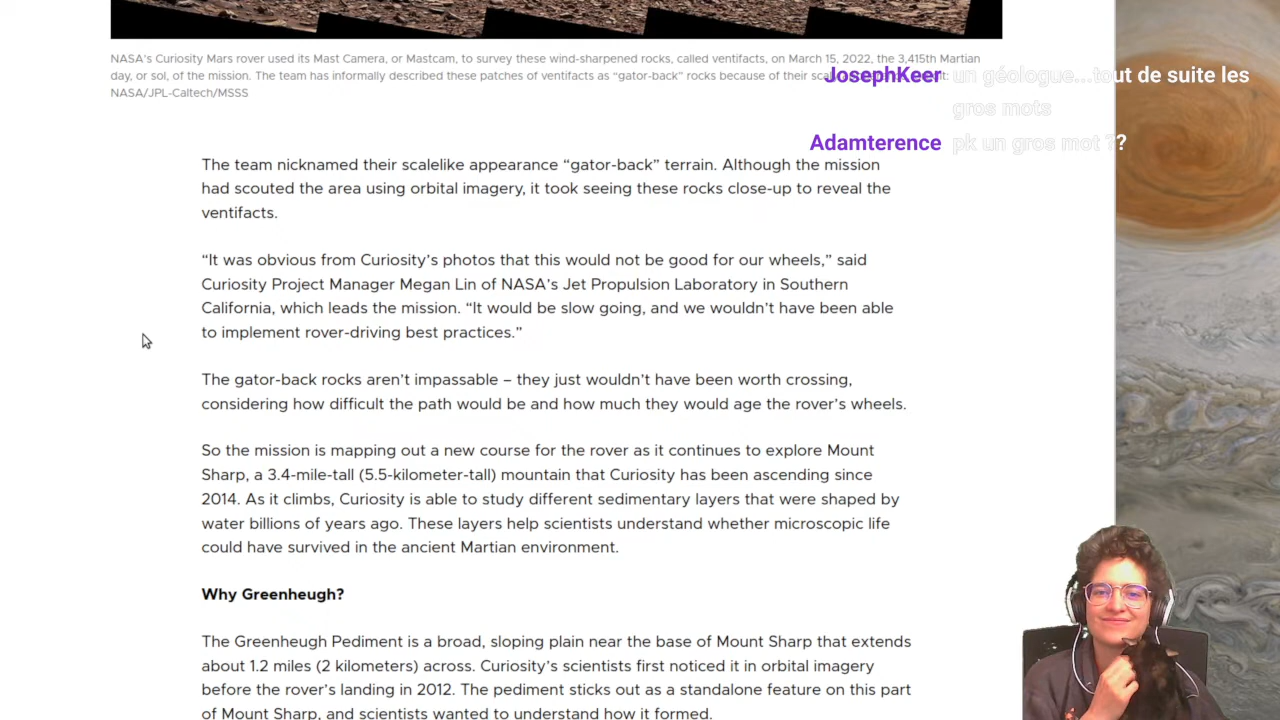 NASA's Curiosity Mars rover used its Mast Camera, or Mastcam, to survey these wind-sharpened rocks, called ventifacts, on March 15, 2022, the 3,415th Martian
day, or sol, of the mission. The team has informally described these patches of ventifacts as “gator-back” rocks because of their
NASA/JPL-Caltech/MSSS
JosephKeer un géologue...tout de suite les
gros mots
Adamterence pk un gros mot ??
The team nicknamed their scalelike appearance “gator-back” terrain. Although the mission
had scouted the area using orbital imagery, it took seeing these rocks close-up to reveal the
ventifacts.
“It was obvious from Curiosity's photos that this would not be good for our wheels,” said
Curiosity Project Manager Megan Lin of NASA's Jet Propulsion Laboratory in Southern
California, which leads the mission. “It would be slow going, and we wouldn't have been able
to implement rover-driving best practices.”
The gator-back rocks aren't impassable – they just wouldn't have been worth crossing,
considering how difficult the path would be and how much they would age the rover's wheels.
So the mission is mapping out a new course for the rover as it continues to explore Mount
Sharp, a 3.4-mile-tall (5.5-kilometer-tall) mountain that Curiosity has been ascending since
2014. As it climbs, Curiosity is able to study different sedimentary layers that were shaped by
water billions of years ago. These layers help scientists understand whether microscopic life
could have survived in the ancient Martian environment.
Why Greenheugh?
The Greenheugh Pediment is a broad, sloping plain near the base of Mount Sharp that extends
about 1.2 miles (2 kilometers) across. Curiosity's scientists first noticed it in orbital imagery
before the rover's landing in 2012. The pediment sticks out as a standalone feature on this part
of Mount Sharp, and scientists wanted to understand how it formed.